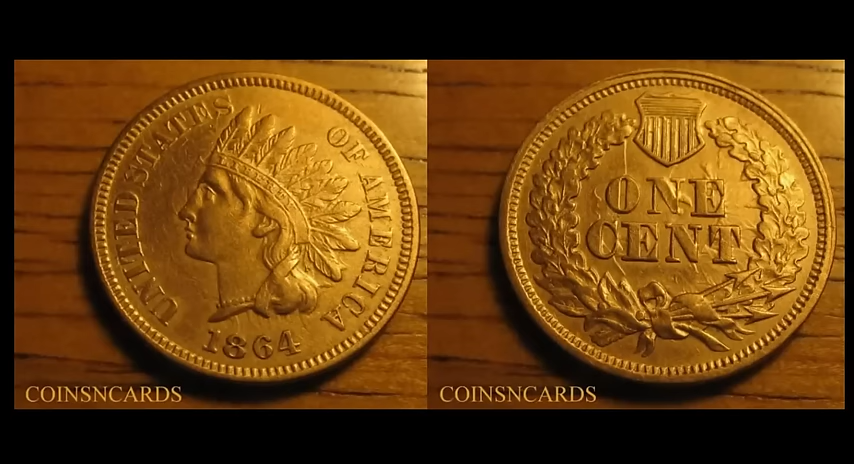 UNITED STATES OF AMERICA
1864
COINSNCARDS
ONE
CENT
COINSNCARDS